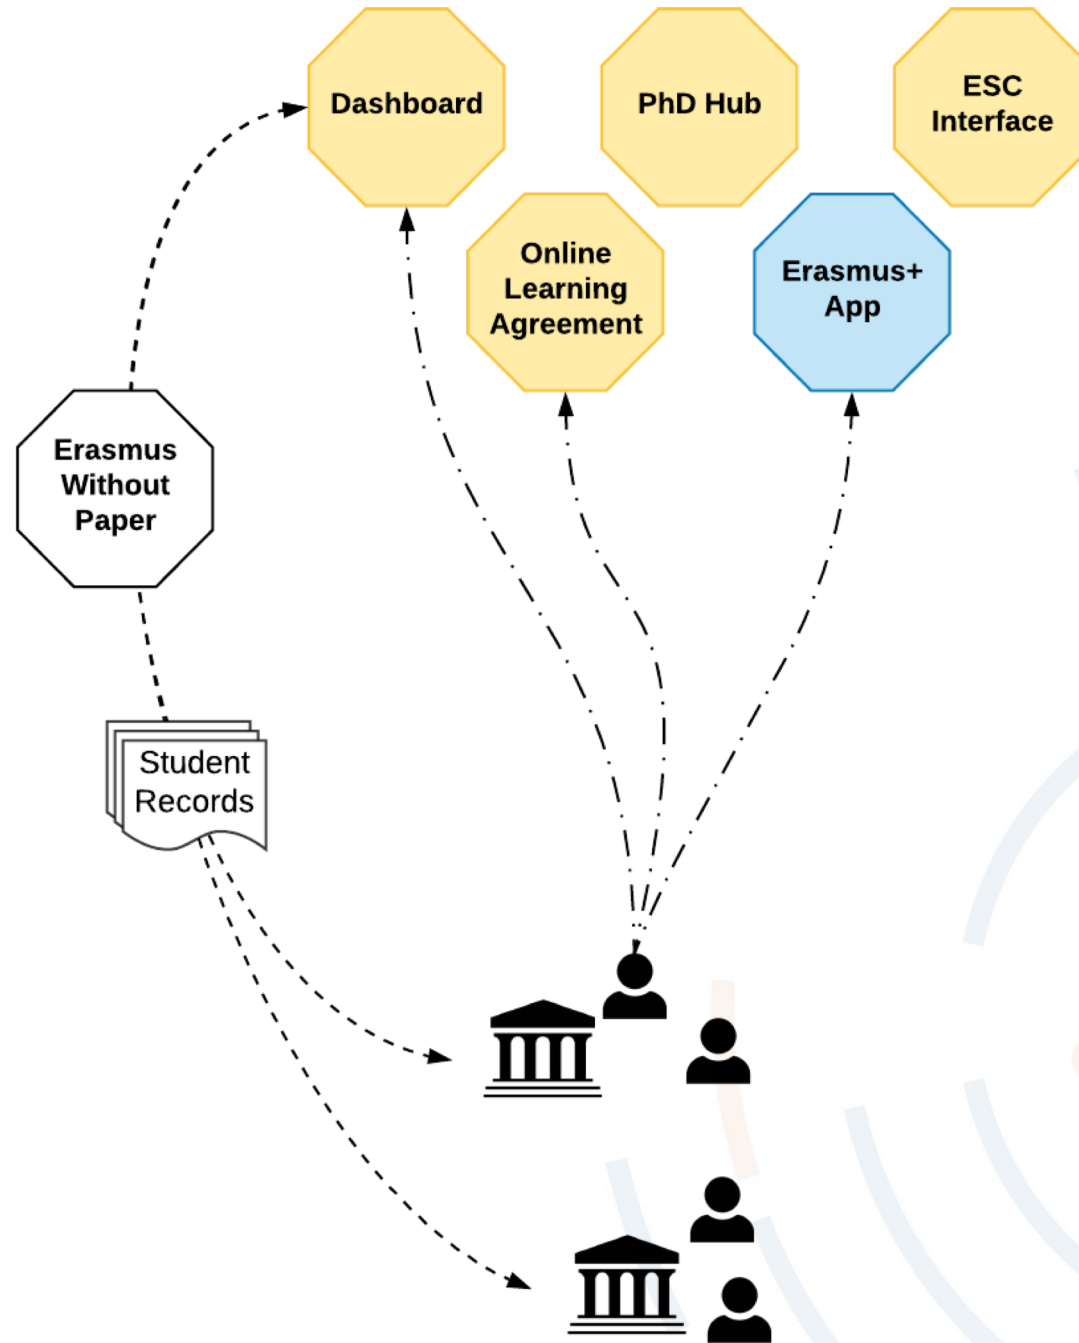 Dashboard
PhD Hub
ESC
Interface
Online
Learning
Agreement
Erasmus+
App
Erasmus
Without
Paper
Student
Records